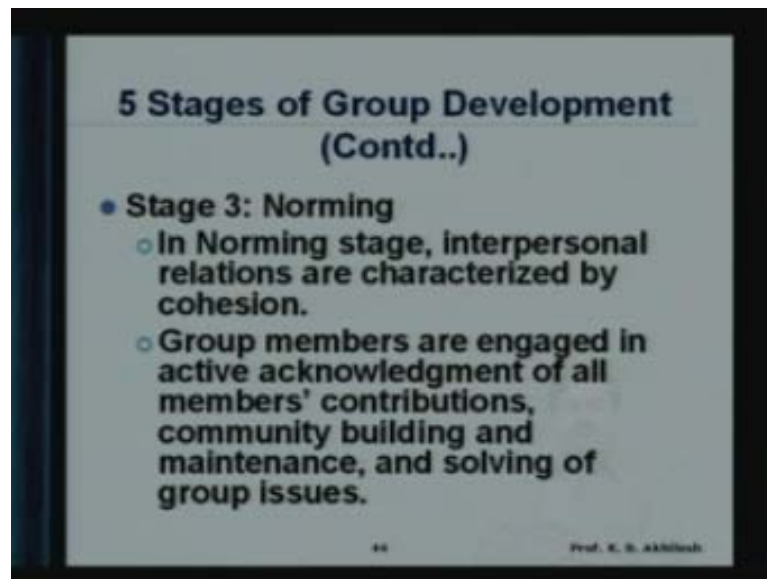 5 Stages of Group Development
(Contd..)
Stage 3: Norming
In Norming stage, interpersonal
relations are characterized by
cohesion.
Group members are engaged in
active acknowledgment of all
members' contributions,
community building and
maintenance, and solving of
group issues.
44 Prof. K. B. Akhilesh